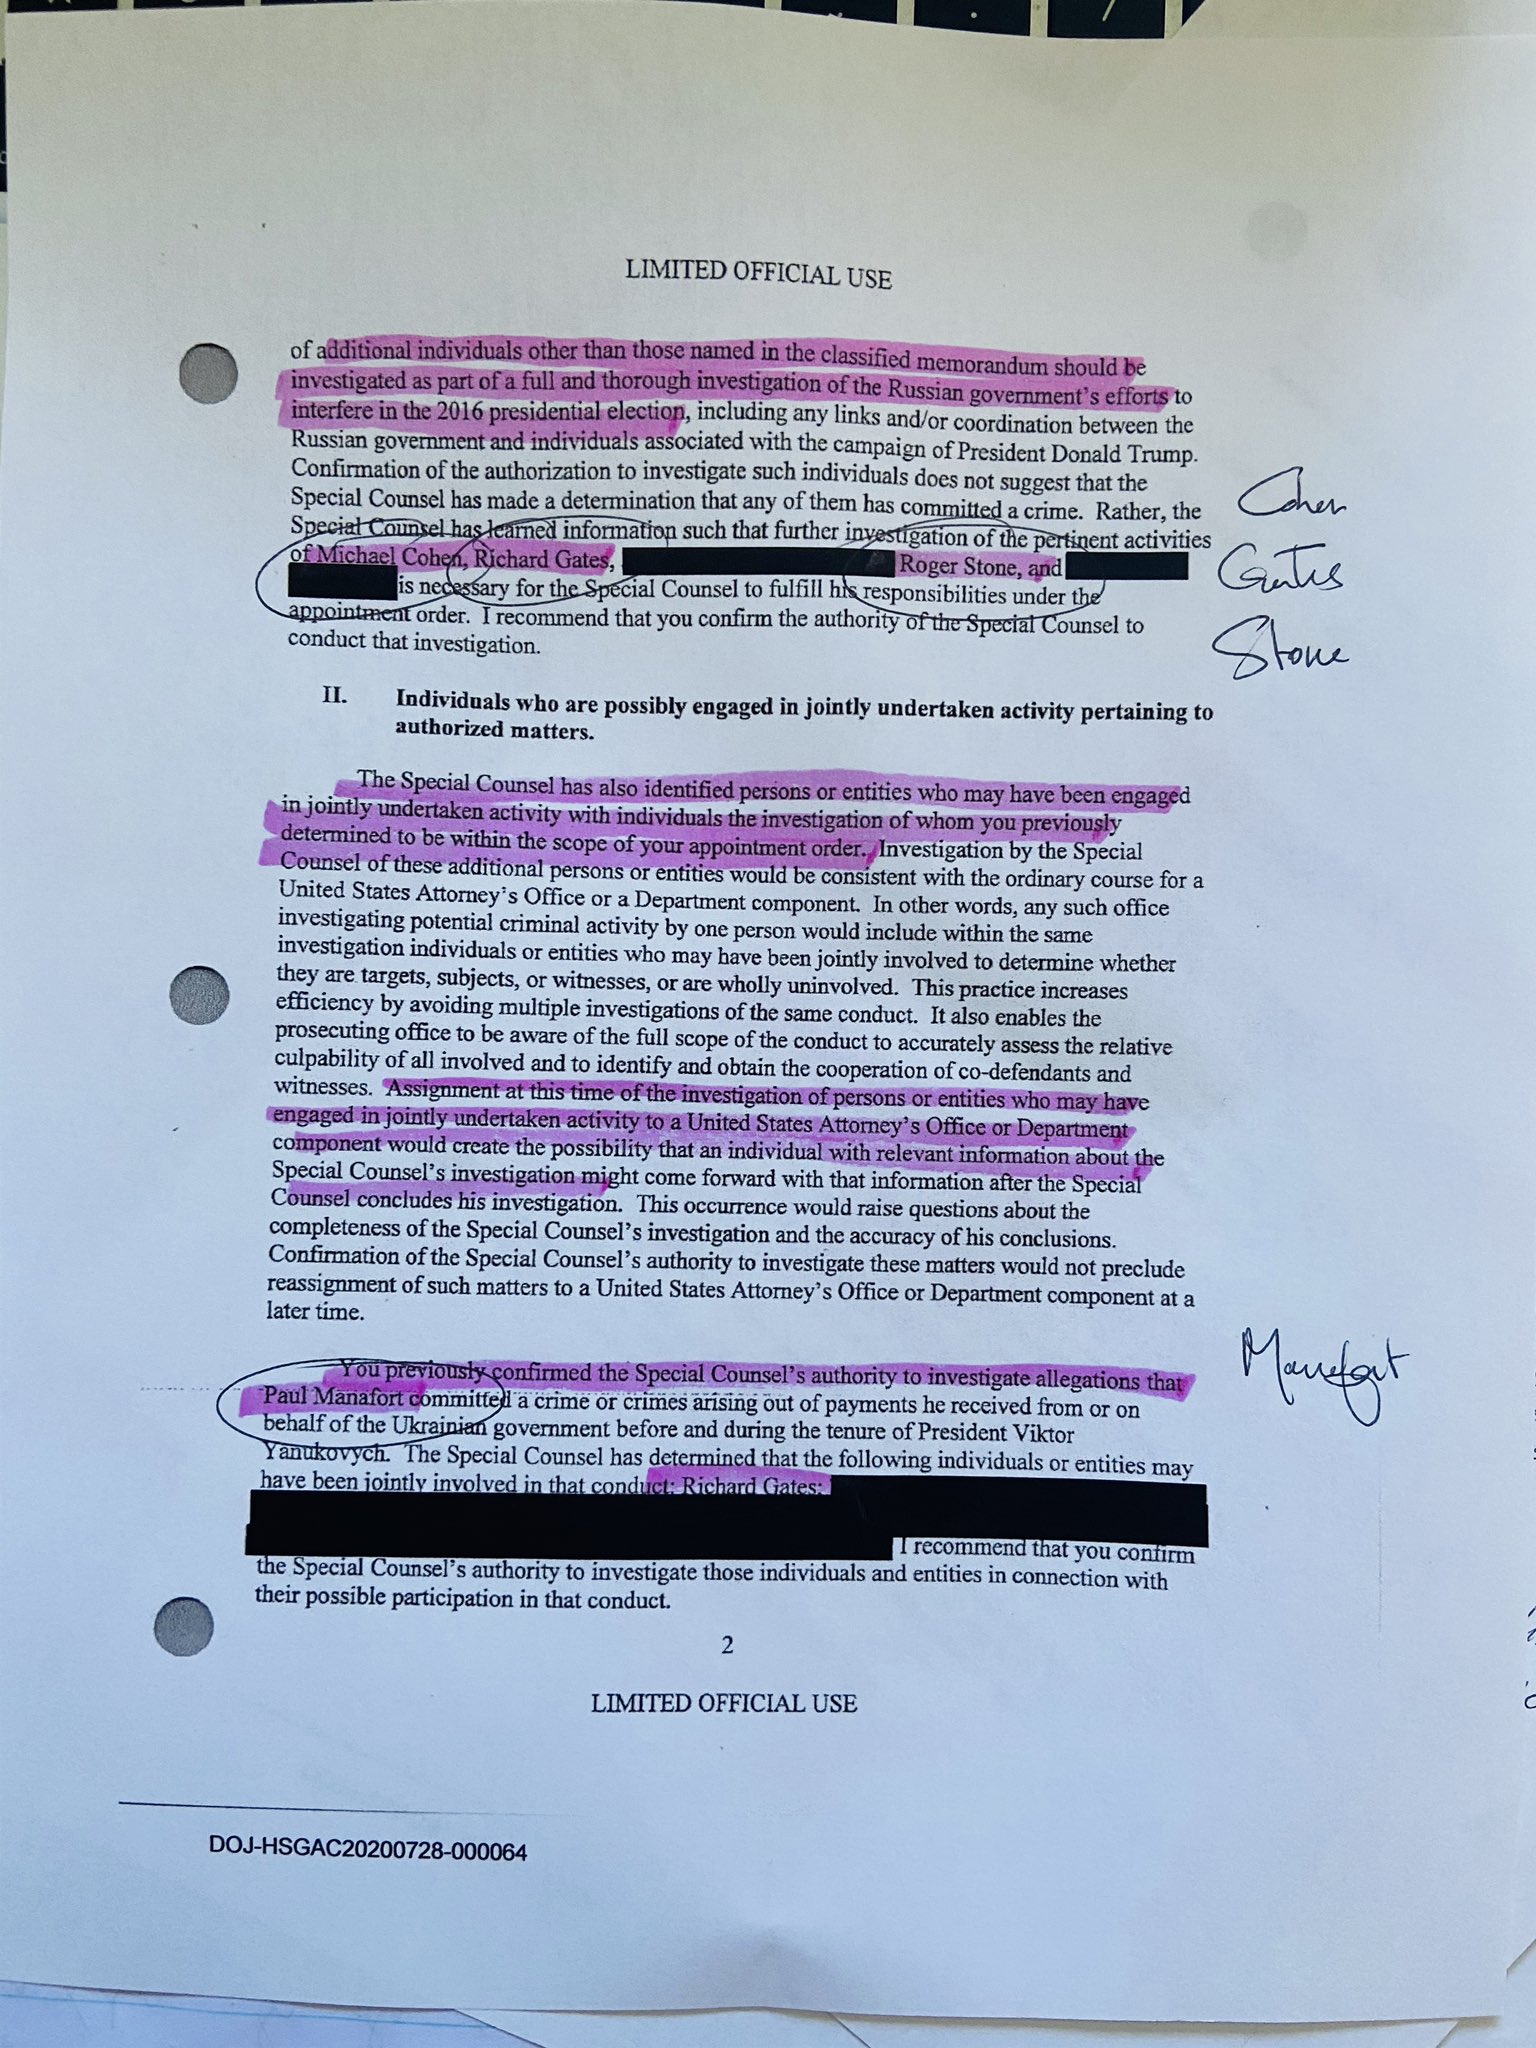 LIMITED OFFICIAL USE
of additional individuals other than those named in the classified memorandum should be
investigated as part of a full and thorough investigation of the Russian government's efforts to
interfere in the 2016 presidential election, including any links and/or coordination between the
Russian government and individuals associated with the campaign of President Donald Trump.
Confirmation of the authorization to investigate such individuals does not suggest that the
Special Counsel has made a determination that any of them has committed a crime. Rather, the
Special Counsel has learned information such that further investigation of the pertinent activities
of Michael Cohen, Richard Gates, Roger Stone, and
is necessary for the Special Counsel to fulfill his responsibilities under the
appointment order. I recommend that you confirm the authority of the Special Counsel to
conduct that investigation.
Cohen
Gates
Stone
II. Individuals who are possibly engaged in jointly undertaken activity pertaining to
authorized matters.
The Special Counsel has also identified persons or entities who may have been engaged
in jointly undertaken activity with individuals the investigation of whom you previously
determined to be within the scope of your appointment order. Investigation by the Special
Counsel of these additional persons or entities would be consistent with the ordinary course for a
United States Attorney's Office or a Department component. In other words, any such office
investigating potential criminal activity by one person would include within the same
investigation individuals or entities who may have been jointly involved to determine whether
they are targets, subjects, or witnesses, or are wholly uninvolved. This practice increases
efficiency by avoiding multiple investigations of the same conduct. It also enables the
prosecuting office to be aware of the full scope of the conduct to accurately assess the relative
culpability of all involved and to identify and obtain the cooperation of co-defendants and
witnesses. Assignment at this time of the investigation of persons or entities who may have
engaged in jointly undertaken activity to a United States Attorney's Office or Department
component would create the possibility that an individual with relevant information about the
Special Counsel's investigation might come forward with that information after the Special
Counsel concludes his investigation. This occurrence would raise questions about the
completeness of the Special Counsel's investigation and the accuracy of his conclusions.
Confirmation of the Special Counsel's authority to investigate these matters would not preclude
reassignment of such matters to a United States Attorney's Office or Department component at a
later time.
You previously confirmed the Special Counsel's authority to investigate allegations that
Paul Manafort committed a crime or crimes arising out of payments he received from or on
behalf of the Ukrainian government before and during the tenure of President Viktor
Yanukovych. The Special Counsel has determined that the following individuals or entities may
have been jointly involved in that conduct: Richard Gates;
I recommend that you confirm
the Special Counsel's authority to investigate those individuals and entities in connection with
their possible participation in that conduct.
Manafort
2
LIMITED OFFICIAL USE
DOJ-HSGAC20200728-000064